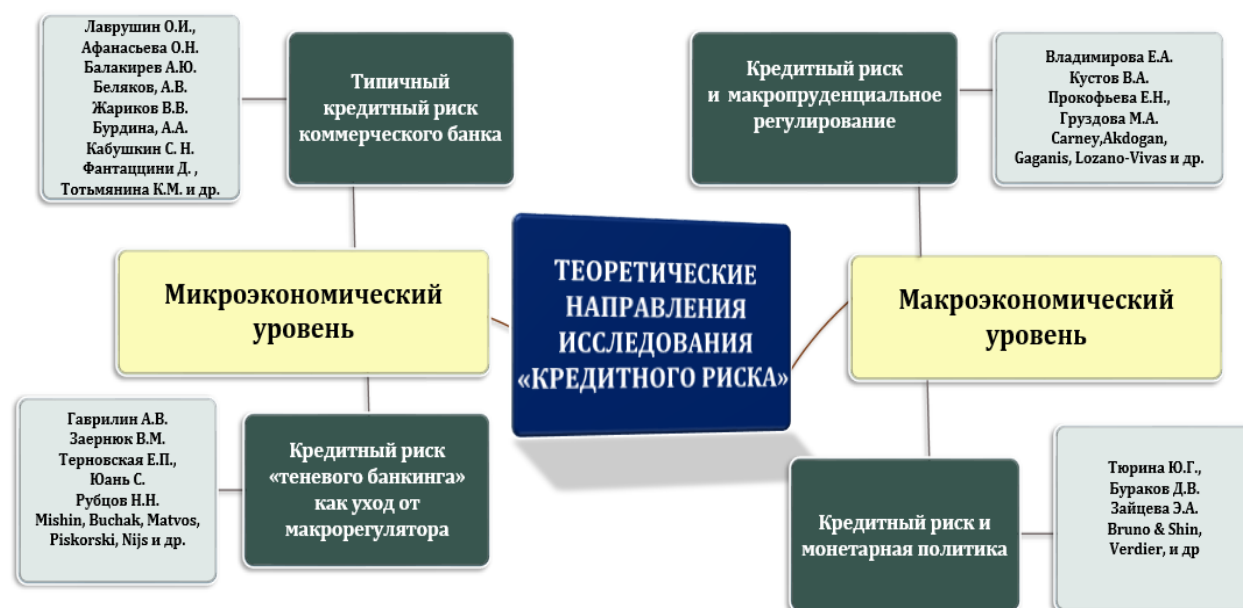 Лаврушин О.И.,
Афанасьева О.Н.
Балакирев А.Ю.
Беляков, А.В.
Жариков В.В.
Бурдина, А.А.
Кабушкин С. Н.
Фантаццини Д. ,
Тотьмянина К.М. и др.
Типичный
кредитный риск
коммерческого банка
Кредитный риск
и макропруденциальное
регулирование
Владимирова Е.А.
Кустов В.А.
Прокофьева Е.Н.,
Груздова М.А.
Carney,Akdogan,
Gaganis, Lozano-Vivas и др.
Микроэкономический
уровень
ТЕОРЕТИЧЕСКИЕ
НАПРАВЛЕНИЯ
ИССЛЕДОВАНИЯ
«КРЕДИТНОГО РИСКА»
Макроэкономический
уровень
Гаврилин А.В.
Заернюк В.М.
Терновская Е.П.,
Юань С.
Рубцов Н.Н.
Mishin, Buchak, Matvos,
Piskorski, Nijs и др.
Кредитный риск
«теневого банкинга»
как уход от
макрорегулятора
Кредитный риск и
монетарная политика
Тюрина Ю.Г.,
Бураков Д.В.
Зайцева Э.А.
Bruno & Shin,
Verdier, и др